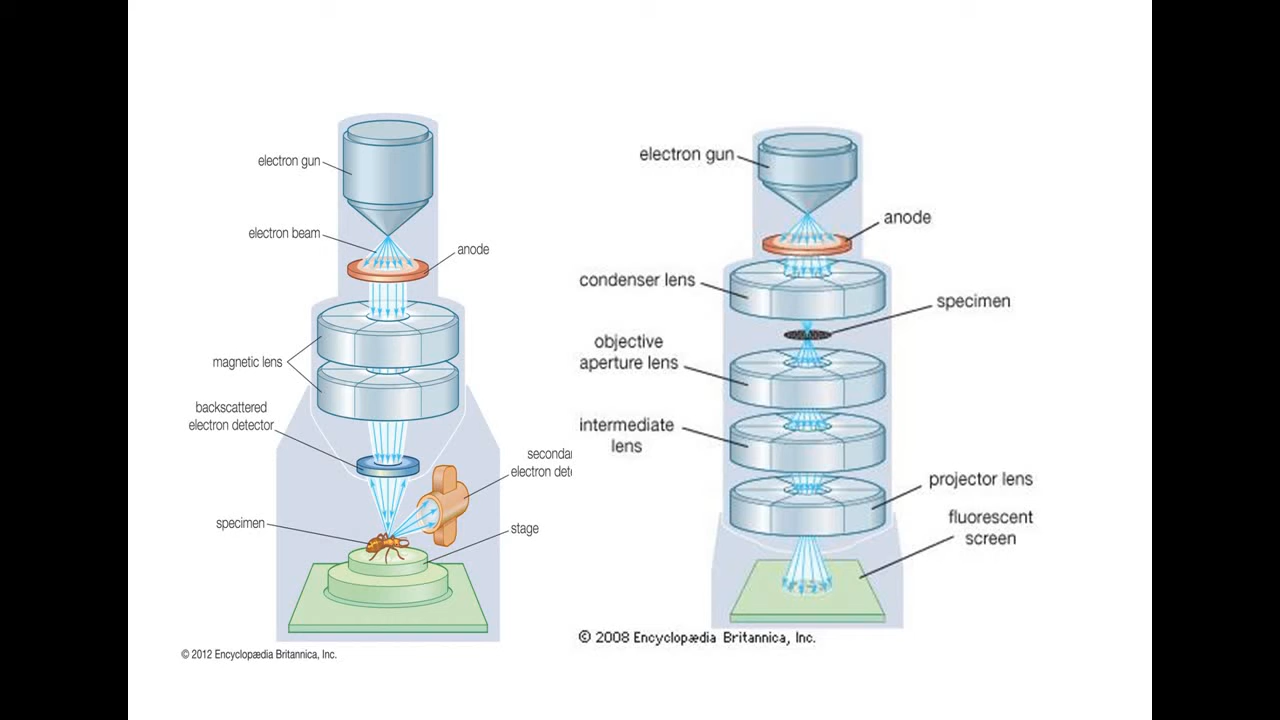 electron gun
electron beam
anode
magnetic lens
backscattered
electron detector
electron
specimen
stage
© 2012 Encyclopædia Britannica, Inc.
electron gun
anode
condenser lens
specimen
objective
aperture lens
intermediate
lens
projector lens
fluorescent
screen
© 2008 Encyclopædia Britannica, Inc.